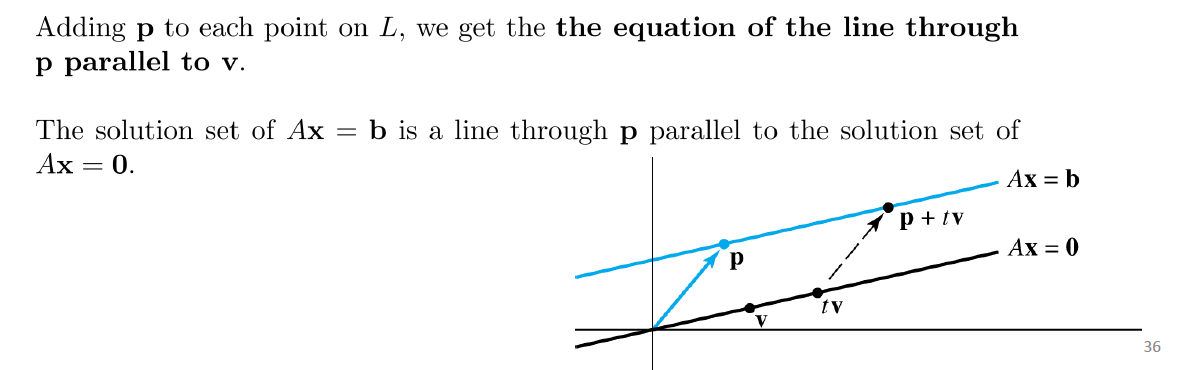 Adding p to each point on L, we get the the equation of the line through
p parallel to v.
The solution set of Ax = b is a line through p parallel to the solution set of
Ax = 0.
Ax = b
p + tv
Ax = 0
p
tv
v
36